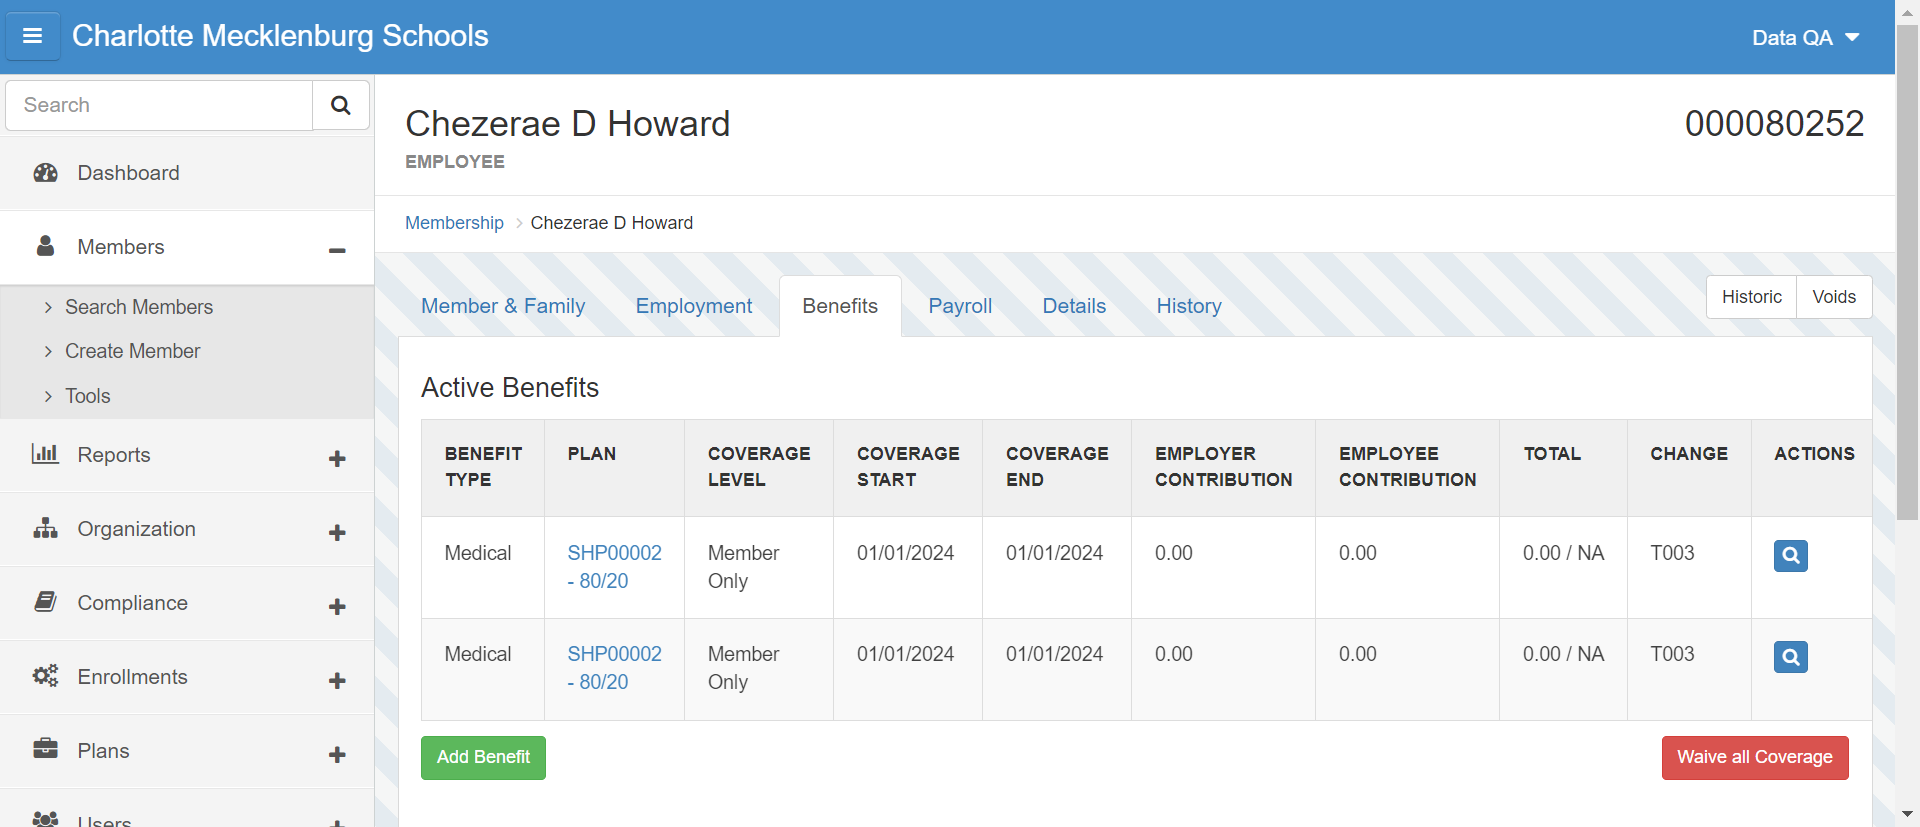 Charlotte Mecklenburg Schools
Data QA
Search
Dashboard
Members
Search Members
Create Member
Tools
Reports
Organization
Compliance
Enrollments
Plans
Users
Chezerae D Howard
000080252
EMPLOYEE
Membership > Chezerae D Howard
Member & Family Employment Benefits Payroll Details History
Historic Voids
Active Benefits
BENEFIT TYPE PLAN COVERAGE LEVEL COVERAGE START COVERAGE END EMPLOYER CONTRIBUTION EMPLOYEE CONTRIBUTION TOTAL CHANGE ACTIONS
Medical SHP00002 - 80/20 Member Only 01/01/2024 01/01/2024 0.00 0.00 0.00 / NA T003
Medical SHP00002 - 80/20 Member Only 01/01/2024 01/01/2024 0.00 0.00 0.00 / NA T003
Add Benefit
Waive all Coverage